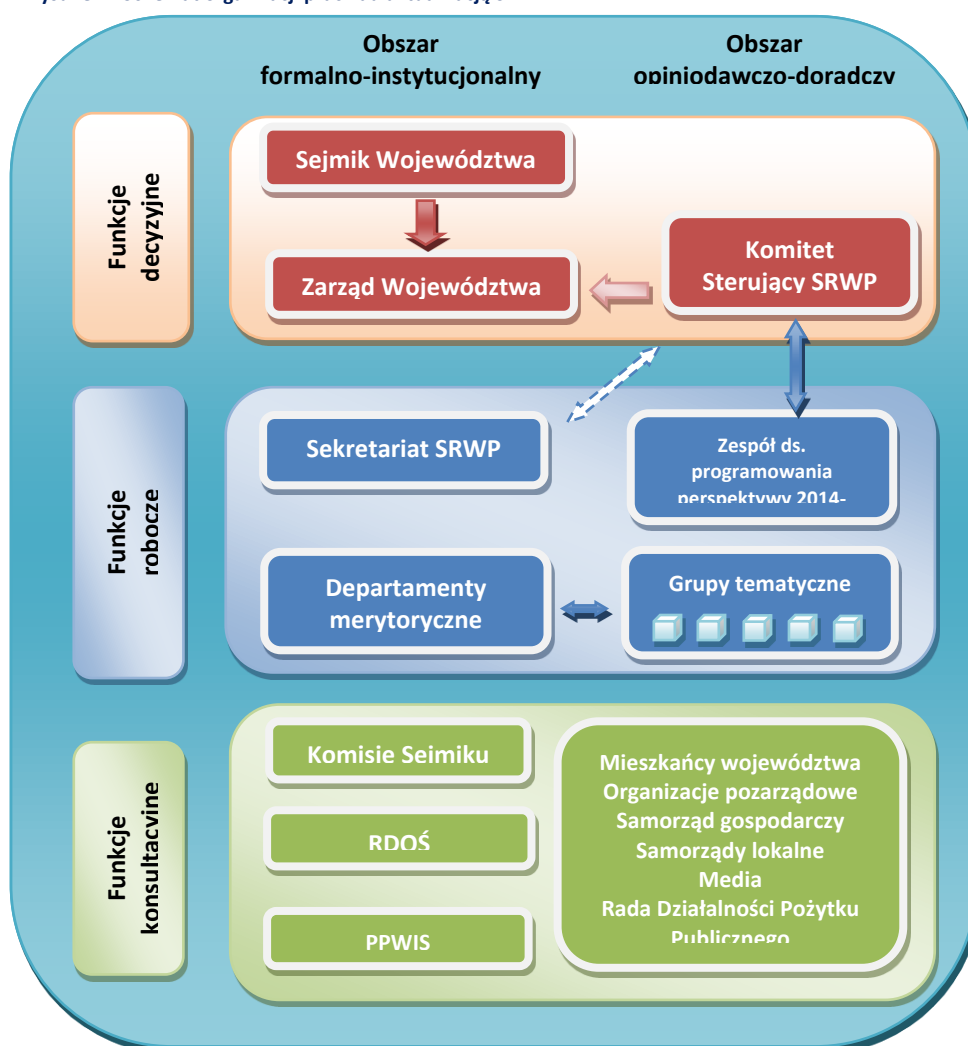 Obszar
formalno-instytucjonalny
Obszar
opiniodawczo-doradczy
Funkcje
decyzyjne
Sejmik Województwa
Zarząd Województwa
Komitet
Sterujący SRWP
Funkcje
robocze
Sekretariat SRWP
Zespół ds.
programowania
perspektywy 2014-
Departamenty
merytoryczne
Grupy tematyczne
Funkcje
konsultacyjne
Komisje Sejmiku
RDOŚ
PPWIS
Mieszkańcy województwa
Organizacje pozarządowe
Samorząd gospodarczy
Samorządy lokalne
Media
Rada Działalności Pożytku
Publicznego